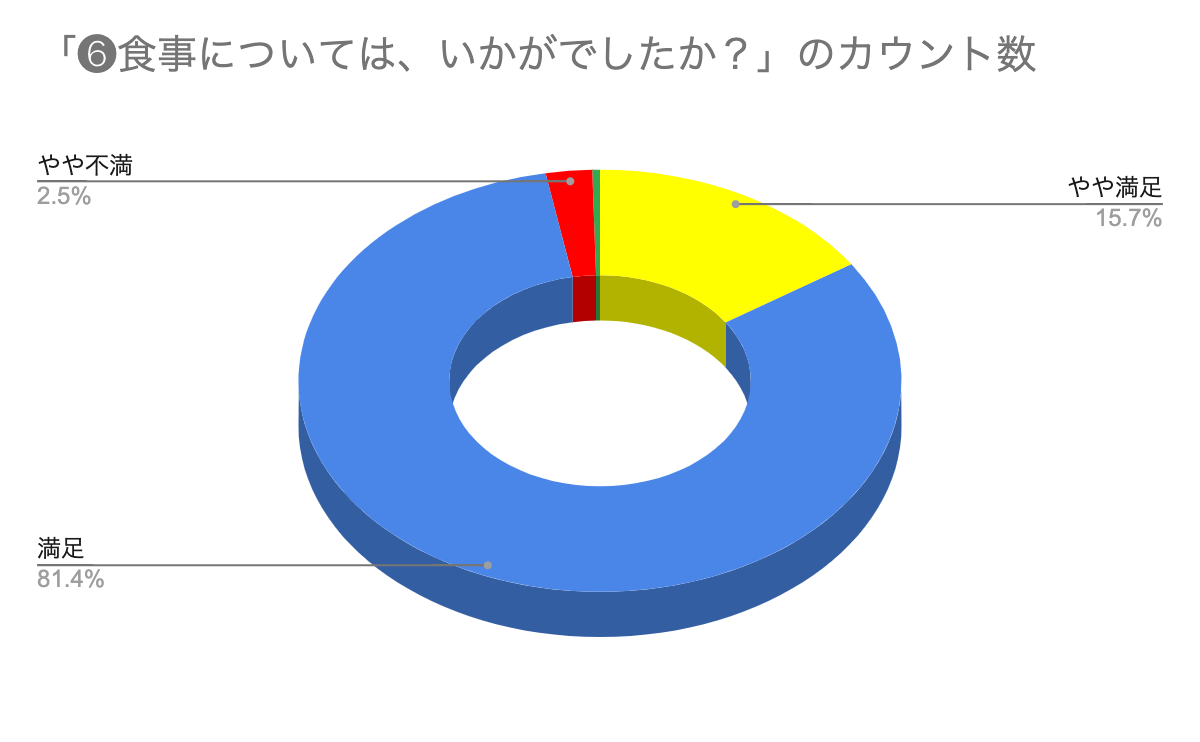 「❻食事については、いかがでしたか？」のカウント数
やや不満
2.5%
やや満足
15.7%
満足
81.4%